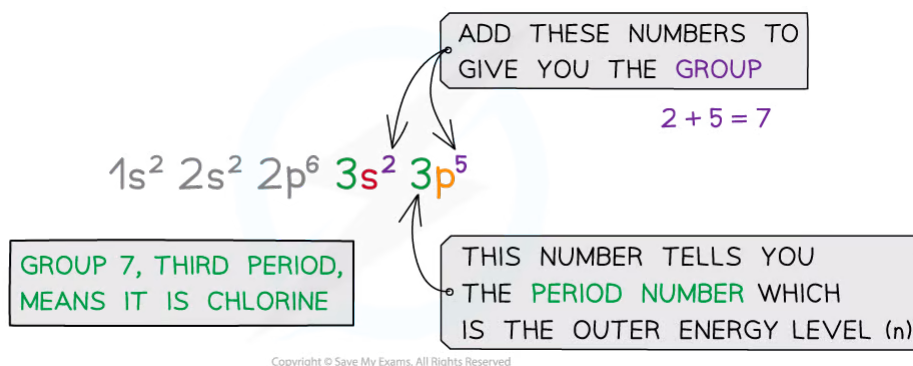 ADD THESE NUMBERS TO
GIVE YOU THE GROUP
2 + 5 = 7
1s² 2s² 2p⁶ 3s² 3p⁵
GROUP 7, THIRD PERIOD,
MEANS IT IS CHLORINE
THIS NUMBER TELLS YOU
THE PERIOD NUMBER WHICH
IS THE OUTER ENERGY LEVEL (n)
Copyright © Save My Exams. All Rights Reserved